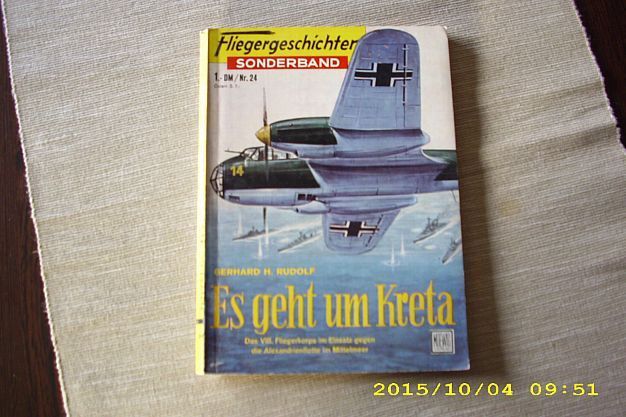 Fliegergeschichten
SONDERBAND
1.- DM / Nr. 24
14
GERHARD H. RUDOLF
Es geht um Kreta
Das VIII. Fliegerkorps im Einsatz gegen
die Alexandrienflotte im Mittelmeer
2015/10/04 09:51